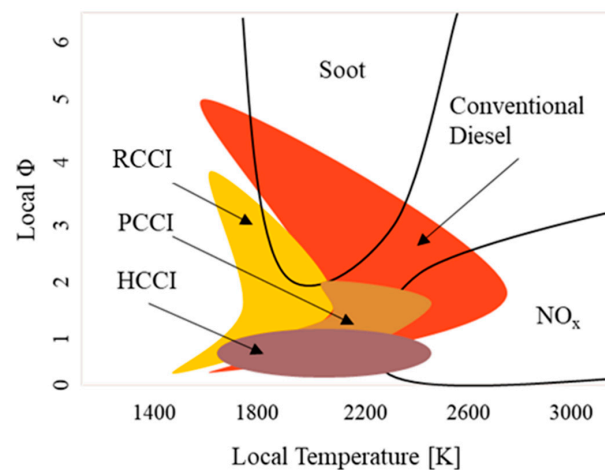 6
5
4
3
2
1
0
Local Φ
Soot
Conventional
Diesel
RCCI
PCCI
HCCI
NOx
1400 1800 2200 2600 3000
Local Temperature [K]